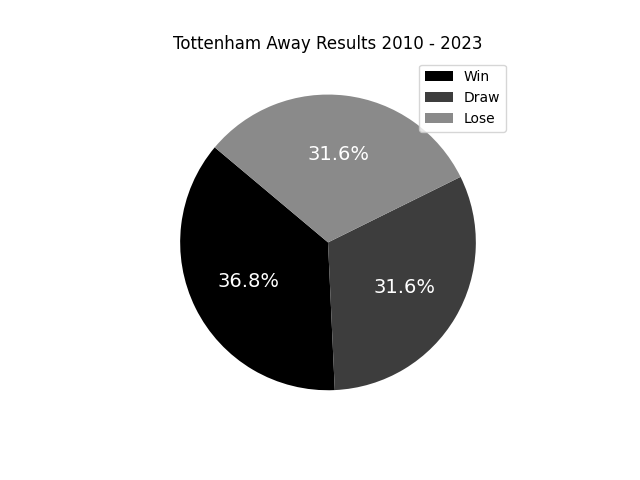 Tottenham Away Results 2010 - 2023
Win
Draw
Lose
31.6%
36.8%
31.6%